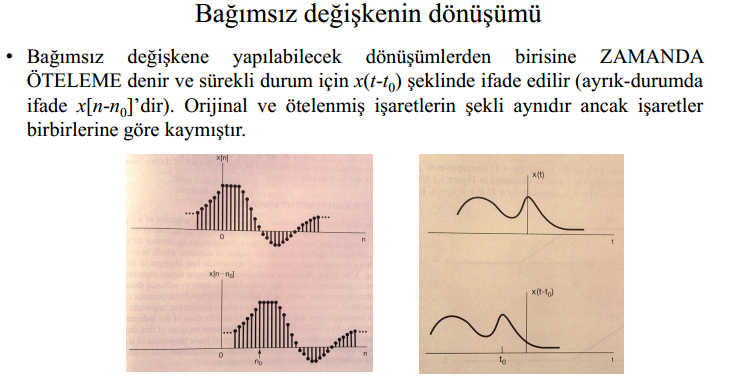 Bağımsız değişkenin dönüşümü
• Bağımsız değişkene yapılabilecek dönüşümlerden birisine ZAMANDA
ÖTELEME denir ve sürekli durum için x(t-t₀) şeklinde ifade edilir (ayrık-durumda
ifade x[n-n₀]’dir). Orijinal ve ötelenmiş işaretlerin şekli aynıdır ancak işaretler
birbirlerine göre kaymıştır.
x[n]
0
n
x[n-n₀]
0
n₀
n
x(t)
t
x(t-t₀)
t₀
t